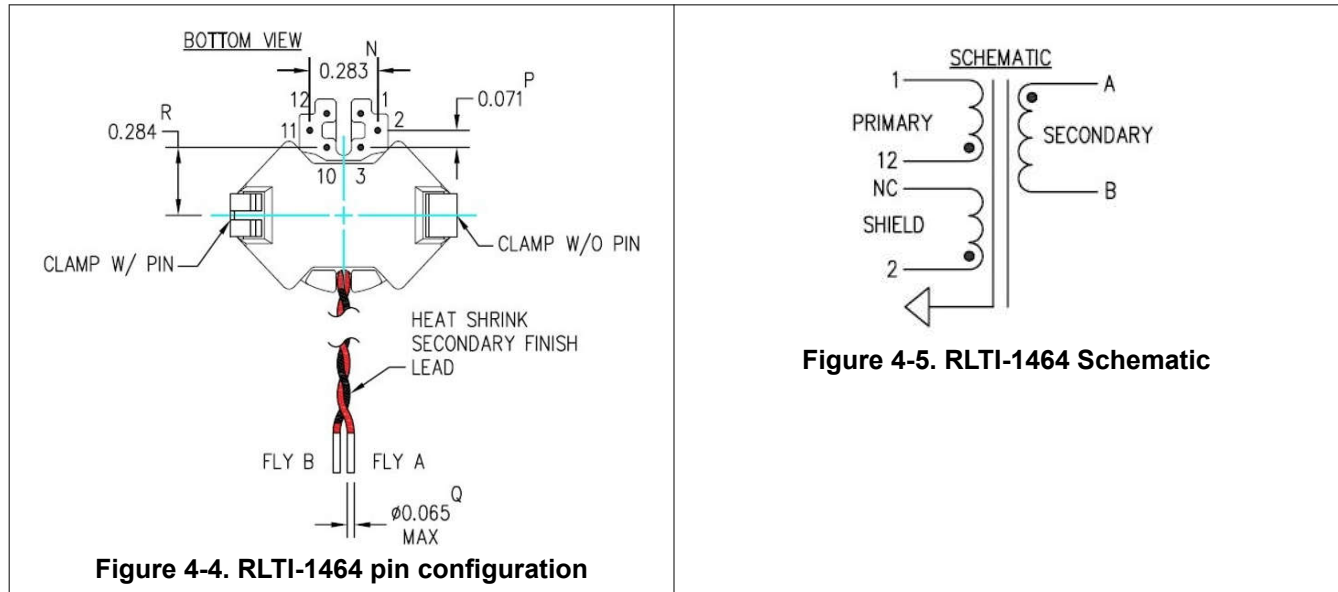 BOTTOM VIEW
N
0.283
P
0.071
R
0.284
12
1
11
2
10
3
CLAMP W/ PIN
CLAMP W/O PIN
HEAT SHRINK
SECONDARY FINISH
LEAD
FLY B
FLY A
Q
ø0.065
MAX
Figure 4-4. RLTI-1464 pin configuration
SCHEMATIC
1
A
PRIMARY
SECONDARY
12
NC
B
SHIELD
2
Figure 4-5. RLTI-1464 Schematic